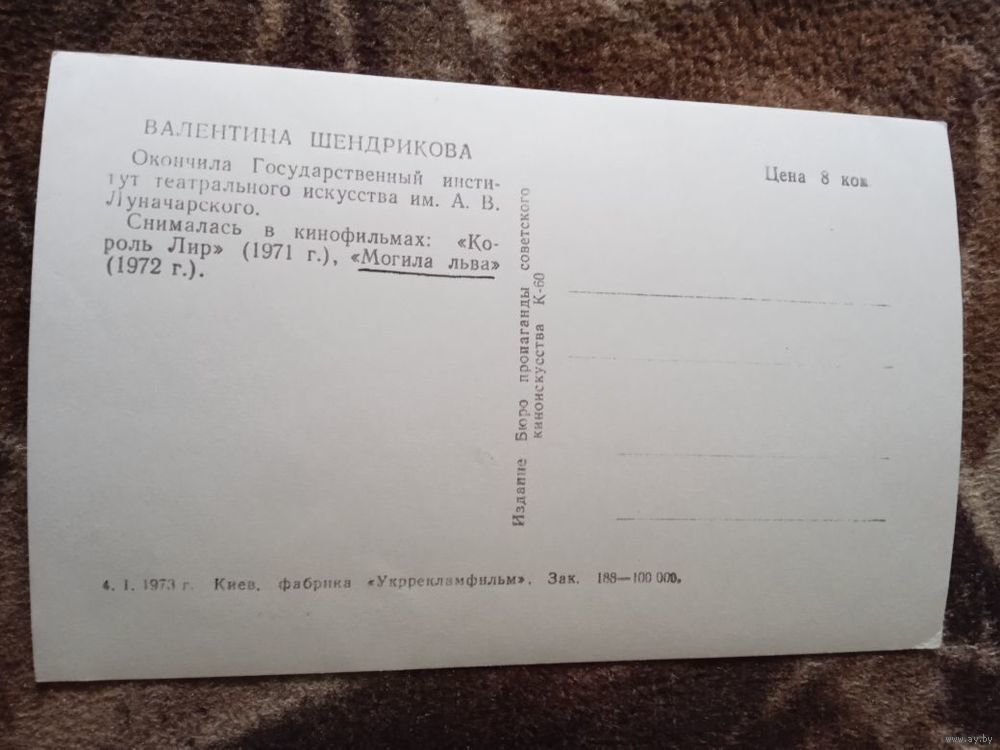 ВАЛЕНТИНА ШЕНДРИКОВА
Окончила Государственный инсти-
тут театрального искусства им. А. В.
Луначарского.
Снималась в кинофильмах: «Ко-
роль Лир» (1971 г.), «Могила льва»
(1972 г.).
Издание Бюро пропаганды советского
киноискусства К-60
Цена 8 коп.
4. I. 1973 г. Киев, фабрика «Укррекламфильм». Зак. 188—100 000.
www.ay.by